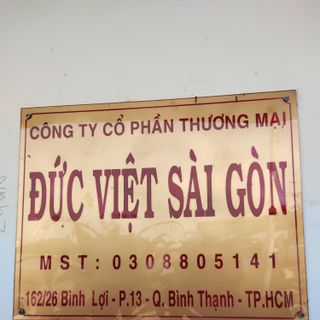 CÔNG TY CỔ PHẦN THƯƠNG MẠI
ĐỨC VIỆT SÀI GÒN
MST: 0308805141
162/26 Bình Lợi - P.13 - Q. Bình Thạnh - TP.HCM